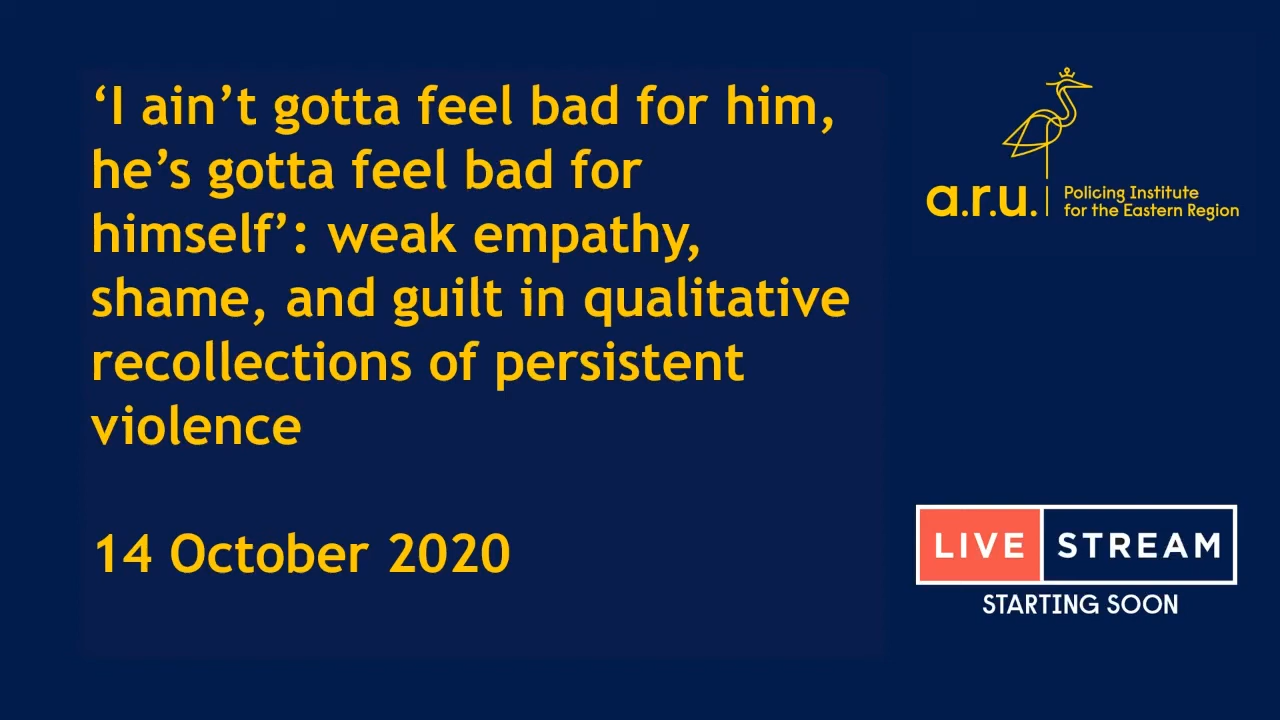 ‘I ain’t gotta feel bad for him,
he’s gotta feel bad for
himself’: weak empathy,
shame, and guilt in qualitative
recollections of persistent
violence
14 October 2020
a.r.u.
Policing Institute
for the Eastern Region
LIVE STREAM
STARTING SOON